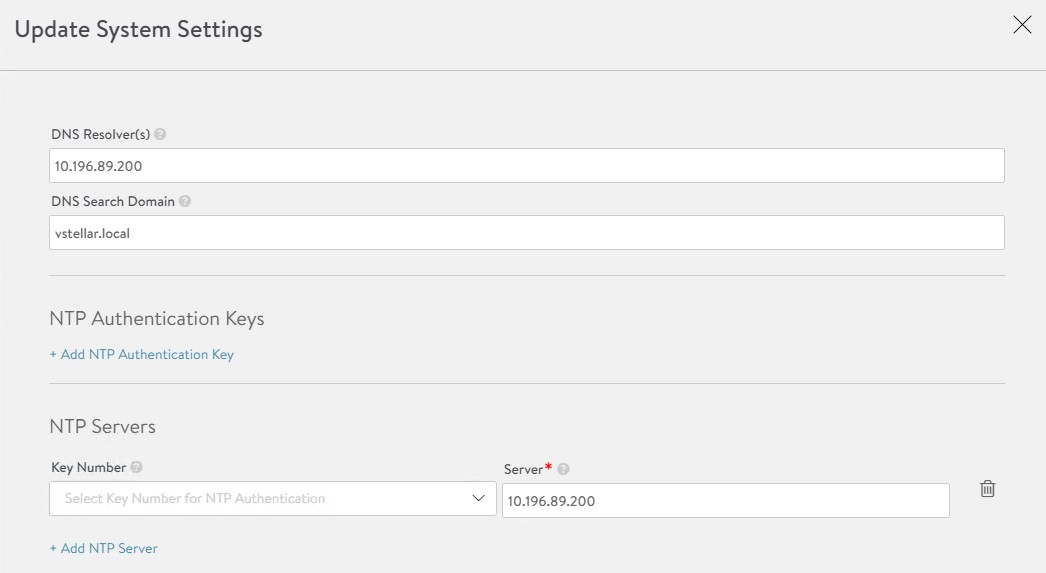 Update System Settings
DNS Resolver(s) ?
10.196.89.200
DNS Search Domain ?
vstellar.local
NTP Authentication Keys
+ Add NTP Authentication Key
NTP Servers
Key Number ? Server* ?
Select Key Number for NTP Authentication 10.196.89.200
+ Add NTP Server